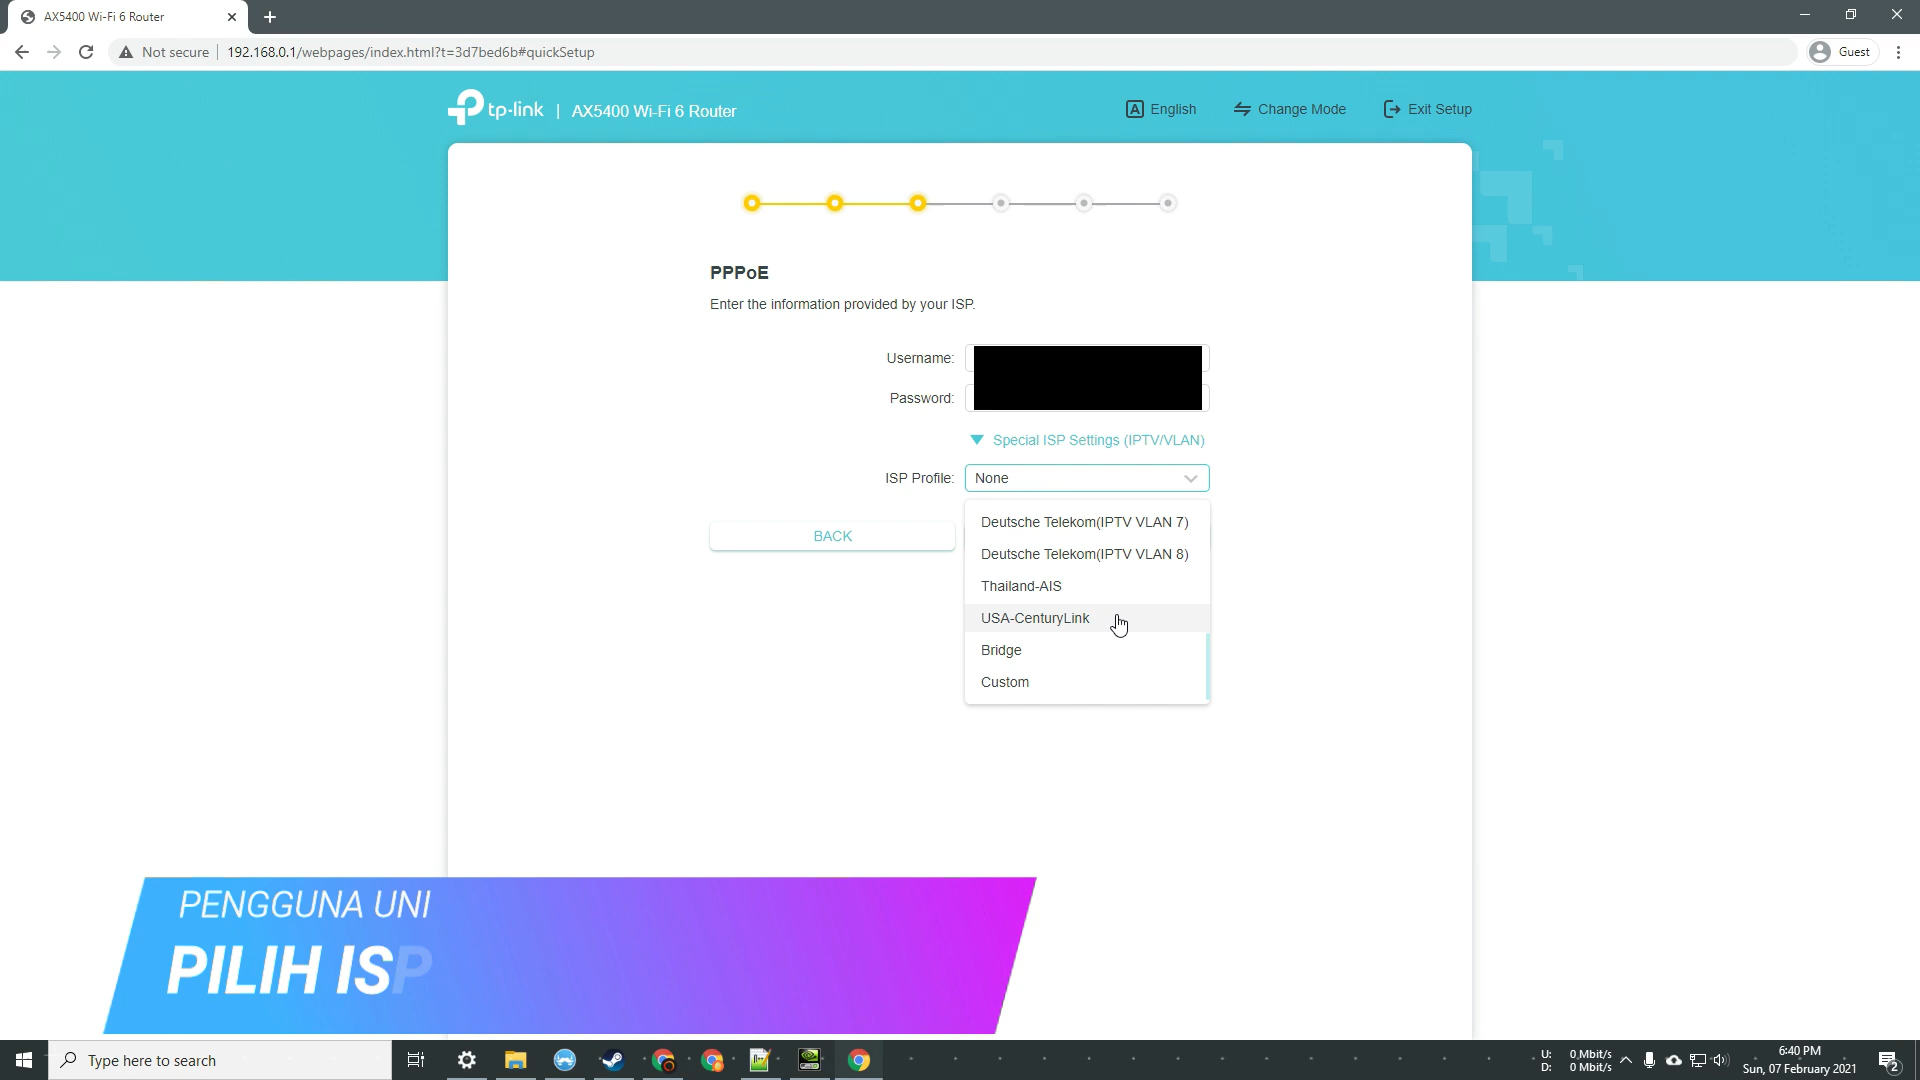 AX5400 Wi-Fi 6 Router
Not secure
192.168.0.1/webpages/index.html?t=3d7bed6b#quickSetup
Guest
tp-link | AX5400 Wi-Fi 6 Router
English
Change Mode
Exit Setup
PPPoE
Enter the information provided by your ISP.
Username:
Password:
Special ISP Settings (IPTV/VLAN)
ISP Profile:
None
Deutsche Telekom(IPTV VLAN 7)
BACK
Deutsche Telekom(IPTV VLAN 8)
Thailand-AIS
USA-CenturyLink
Bridge
Custom
PENGGUNA UNI
PILIH ISP
Type here to search
U: 0 Mbit/s
D: 0 Mbit/s
6:40 PM
Sun, 07 February 2021
2